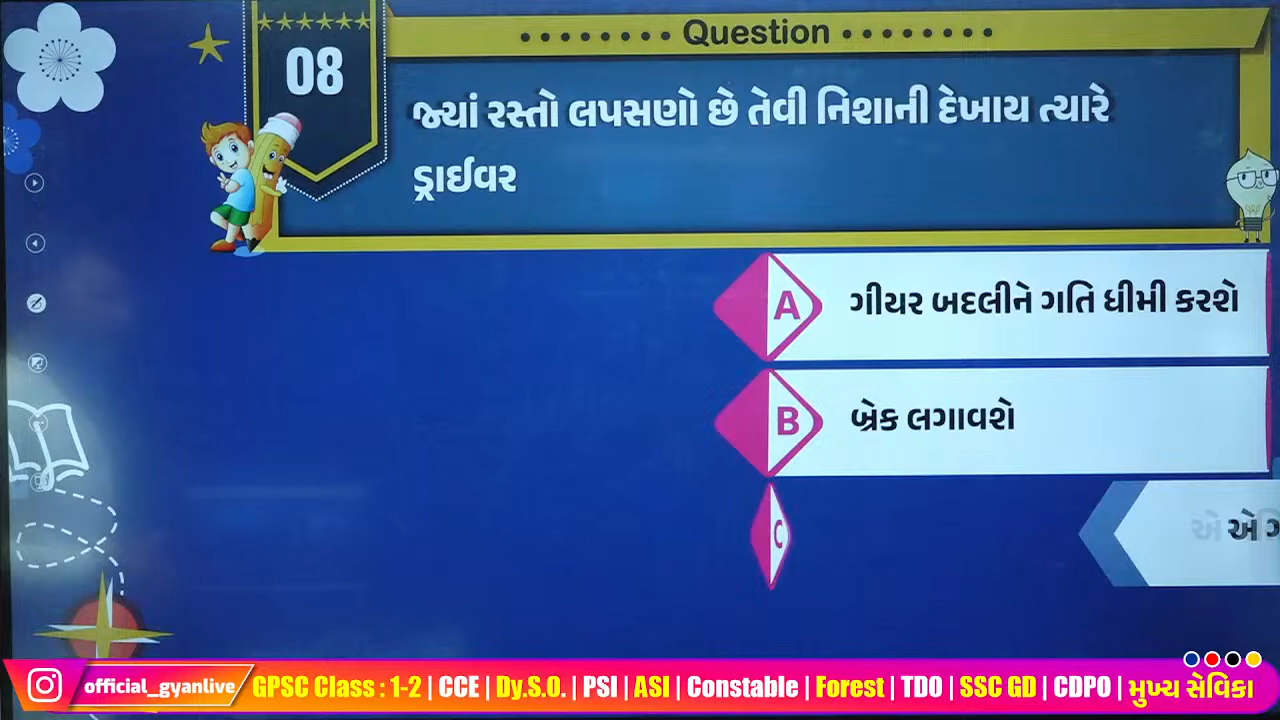 08
Question
જ્યાં રસ્તો લપસણો છે તેવી નિશાની દેખાય ત્યારે
ડ્રાઈવર
A ગીયર બદલીને ગતિ ધીમી કરશે
B બ્રેક લગાવશે
C
official_gyanlive GPSC Class : 1-2 | CCE | Dy.S.O. | PSI | ASI | Constable | Forest | TDO | SSC GD | CDPO | મુખ્ય સેવિકા